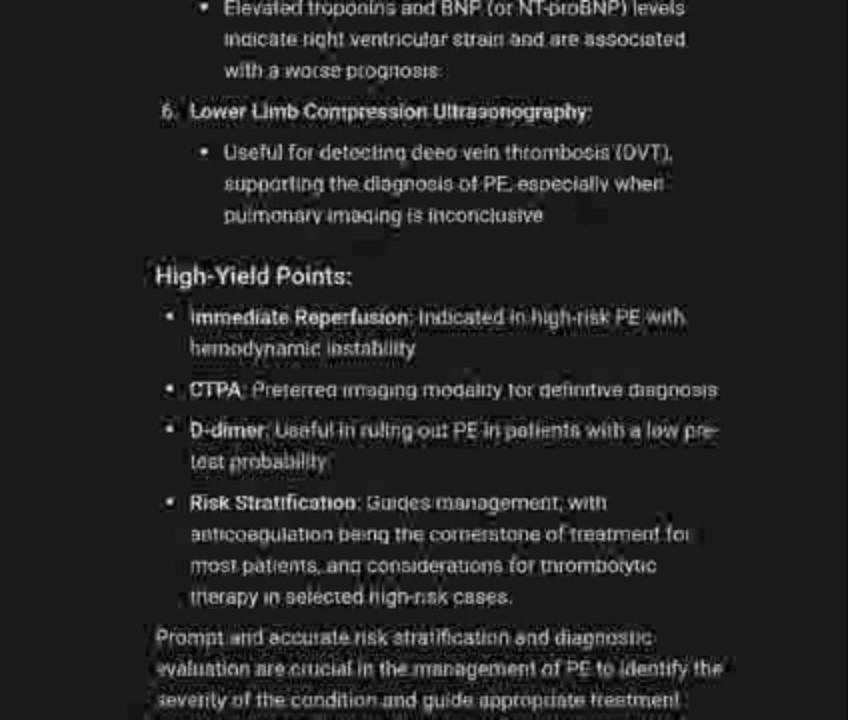 • Elevated troponins and BNP (or NT-proBNP) levels
indicate right ventricular strain and are associated
with a worse prognosis.
6. Lower Limb Compression Ultrasonography:
• Useful for detecting deep vein thrombosis (DVT),
supporting the diagnosis of PE, especially when
pulmonary imaging is inconclusive.
High-Yield Points:
• Immediate Reperfusion: Indicated in high-risk PE with
hemodynamic instability.
• CTPA: Preferred imaging modality for definitive diagnosis.
• D-dimer: Useful in ruling out PE in patients with a low pre-
test probability.
• Risk Stratification: Guides management, with
anticoagulation being the cornerstone of treatment for
most patients, and considerations for thrombolytic
therapy in selected high-risk cases.
Prompt and accurate risk stratification and diagnostic
evaluation are crucial in the management of PE to identify the
severity of the condition and guide appropriate treatment.